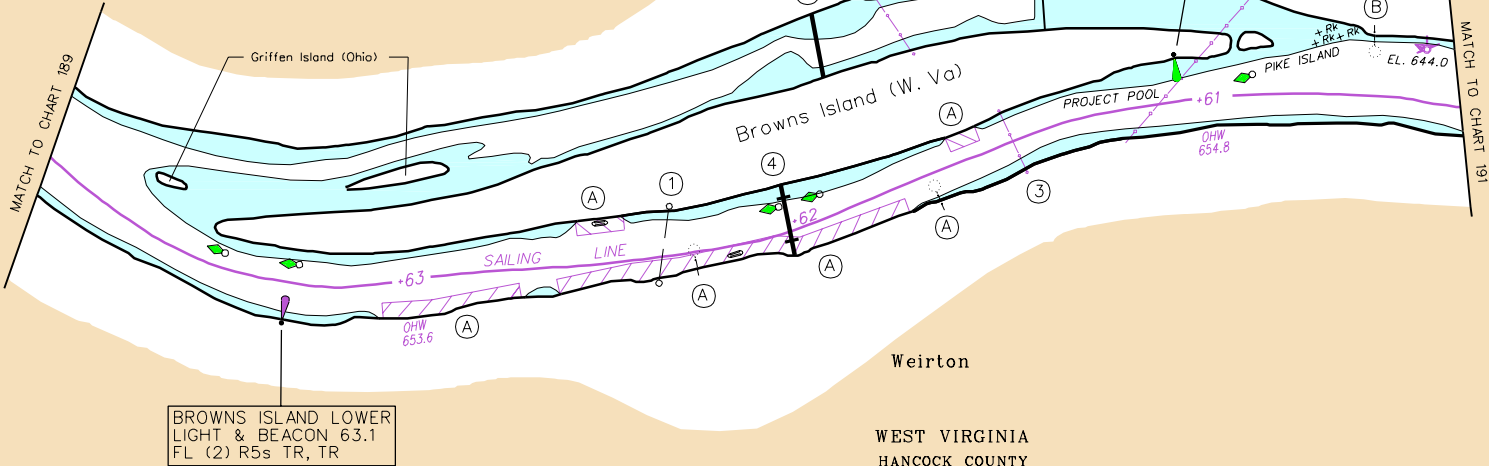 MATCH TO CHART 189
Griffen Island (Ohio)
Browns Island (W. Va)
PROJECT POOL
PIKE ISLAND
EL. 644.0
+ RK
+ RK + RK
B
MATCH TO CHART 191
+61
OHW
654.8
A
3
4
1
A
+62
A
A
A
SAILING LINE
+63
OHW
653.6
A
BROWNS ISLAND LOWER
LIGHT & BEACON 63.1
FL (2) R5s TR, TR
Weirton
WEST VIRGINIA
HANCOCK COUNTY